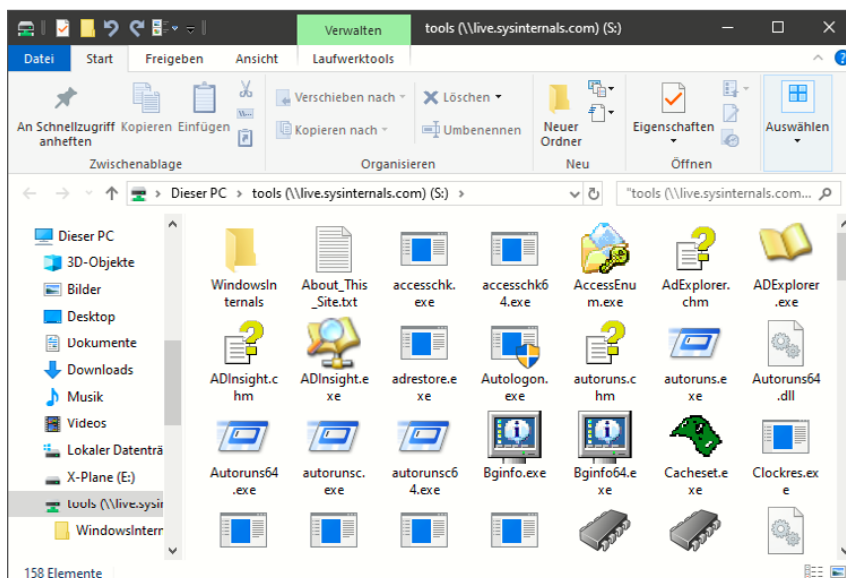 Verwalten
tools (\\live.sysinternals.com) (S:)
Datei
Start
Freigeben
Ansicht
Laufwerktools
An Schnellzugriff
anheften
Kopieren
Einfügen
Zwischenablage
Verschieben nach
Kopieren nach
Löschen
Umbenennen
Organisieren
Neuer
Ordner
Neu
Eigenschaften
Öffnen
Auswählen
Dieser PC
tools (\\live.sysinternals.com) (S:)
"tools (\\live.sysinternals.com...
Dieser PC
3D-Objekte
Bilder
Desktop
Dokumente
Downloads
Musik
Videos
Lokaler Datenträ
X-Plane (E:)
tools (\\live.sysin
WindowsIntern
WindowsIn
ternals
About_This
_Site.txt
accesschk.
exe
accesschk6
4.exe
AccessEnu
m.exe
AdExplorer.
chm
ADExplorer
.exe
ADInsight.c
hm
ADInsight.e
xe
adrestore.e
xe
Autologon.
exe
autoruns.c
hm
autoruns.e
xe
Autoruns64
.dll
Autoruns64
.exe
autorunsc.
exe
autorunsc6
4.exe
Bginfo.exe
Bginfo64.e
xe
Cacheset.e
xe
Clockres.ex
e
158 Elemente